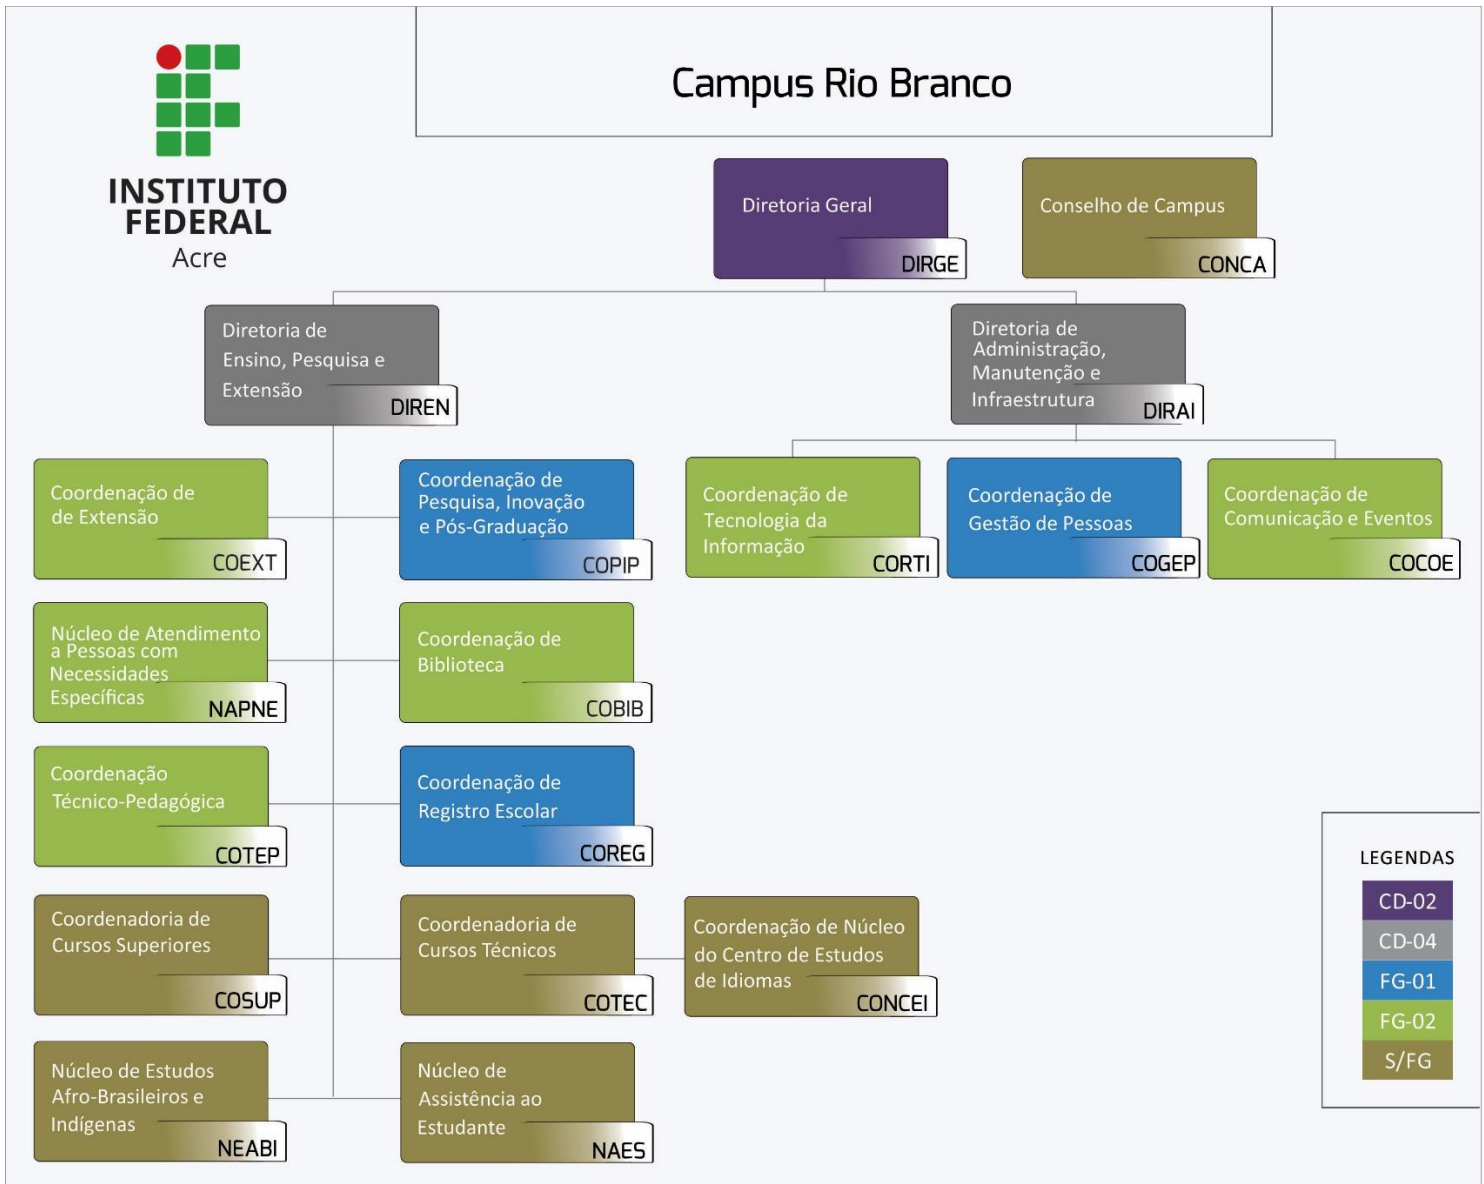 Campus Rio Branco
INSTITUTO
FEDERAL
Acre
Diretoria Geral
DIRGE
Conselho de Campus
CONCA
Diretoria de
Ensino, Pesquisa e
Extensão
DIREN
Diretoria de
Administração,
Manutenção e
Infraestrutura
DIRAI
Coordenação de
de Extensão
COEXT
Coordenação de
Pesquisa, Inovação
e Pós-Graduação
COPIP
Coordenação de
Tecnologia da
Informação
CORTI
Coordenação de
Gestão de Pessoas
COGEP
Coordenação de
Comunicação e Eventos
COCOE
Núcleo de Atendimento
a Pessoas com
Necessidades
Específicas
NAPNE
Coordenação de
Biblioteca
COBIB
Coordenação
Técnico-Pedagógica
COTEP
Coordenação de
Registro Escolar
COREG
Coordenadoria de
Cursos Superiores
COSUP
Coordenadoria de
Cursos Técnicos
COTEC
Coordenação de Núcleo
do Centro de Estudos
de Idiomas
CONCEI
Núcleo de Estudos
Afro-Brasileiros e
Indígenas
NEABI
Núcleo de
Assistência ao
Estudante
NAES
LEGENDAS
CD-02
CD-04
FG-01
FG-02
S/FG